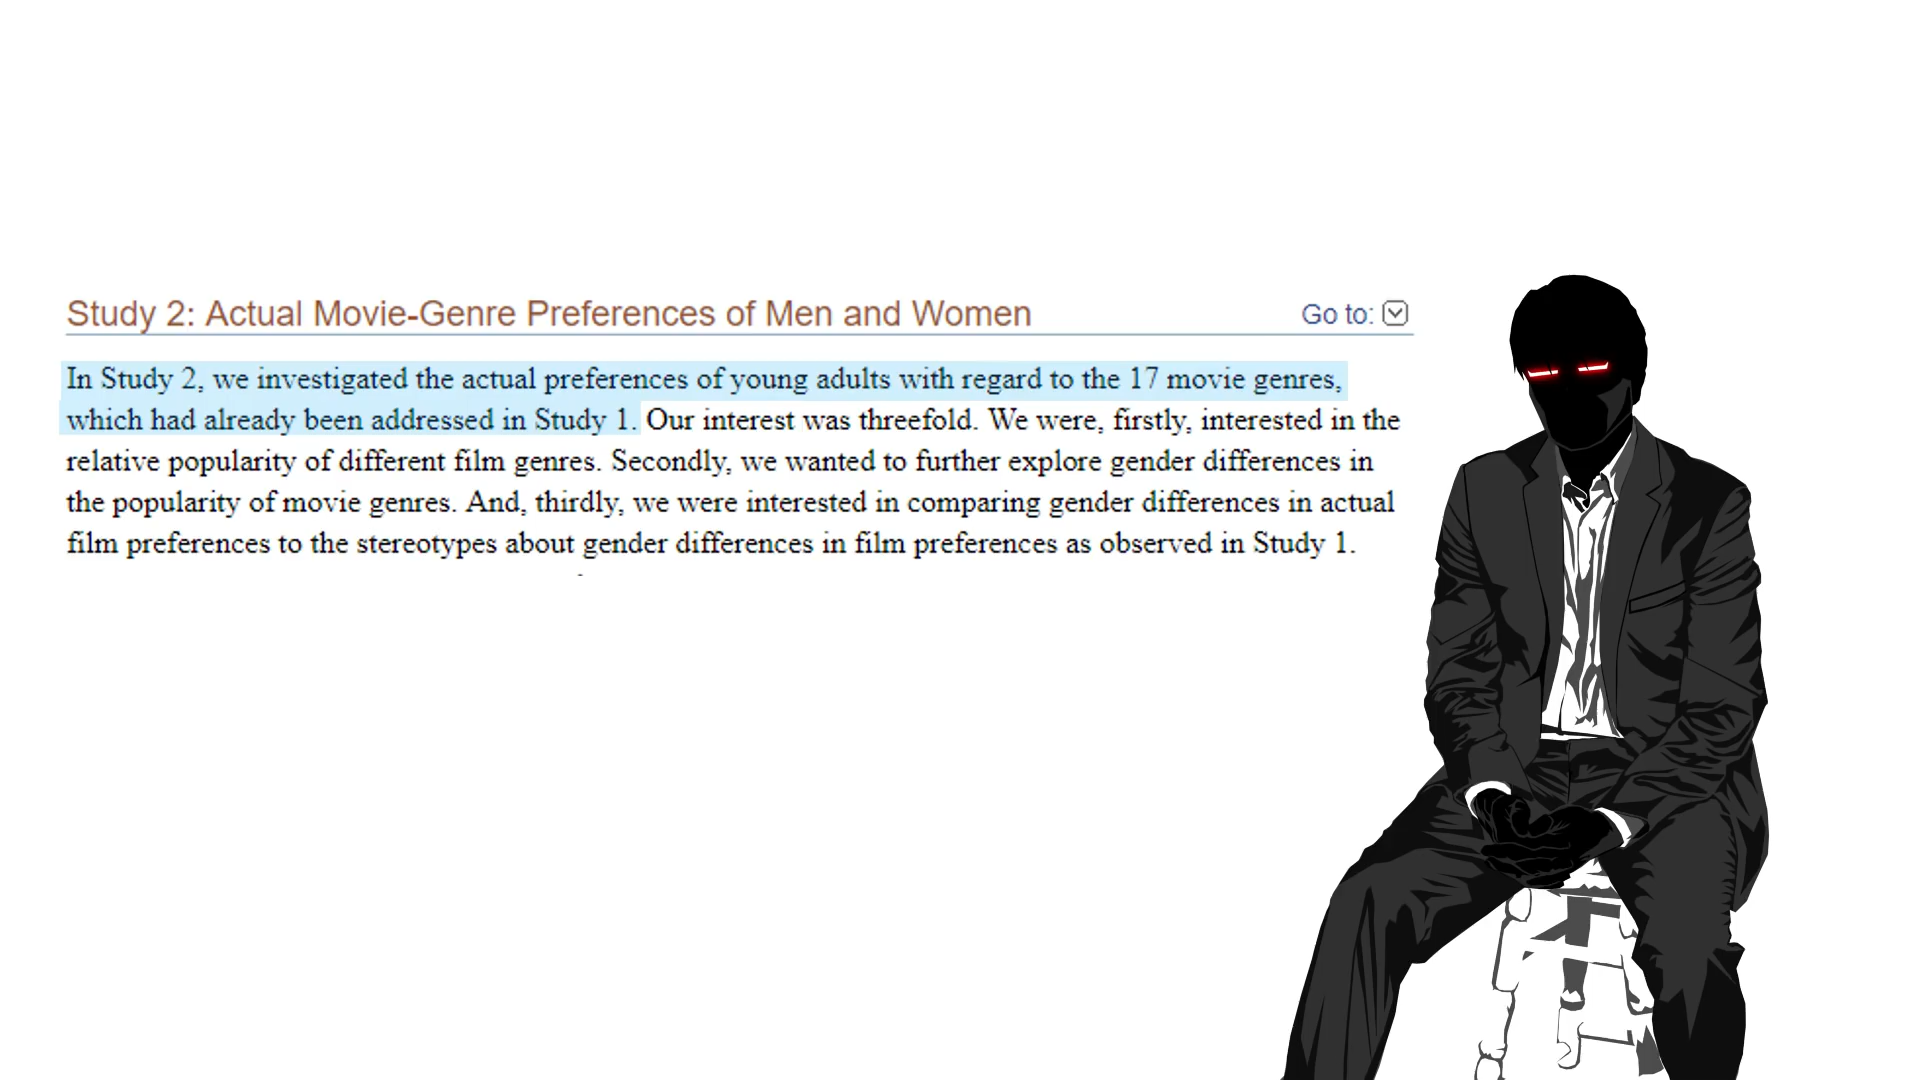 Study 2: Actual Movie-Genre Preferences of Men and Women Go to:
In Study 2, we investigated the actual preferences of young adults with regard to the 17 movie genres,
which had already been addressed in Study 1. Our interest was threefold. We were, firstly, interested in the
relative popularity of different film genres. Secondly, we wanted to further explore gender differences in
the popularity of movie genres. And, thirdly, we were interested in comparing gender differences in actual
film preferences to the stereotypes about gender differences in film preferences as observed in Study 1.